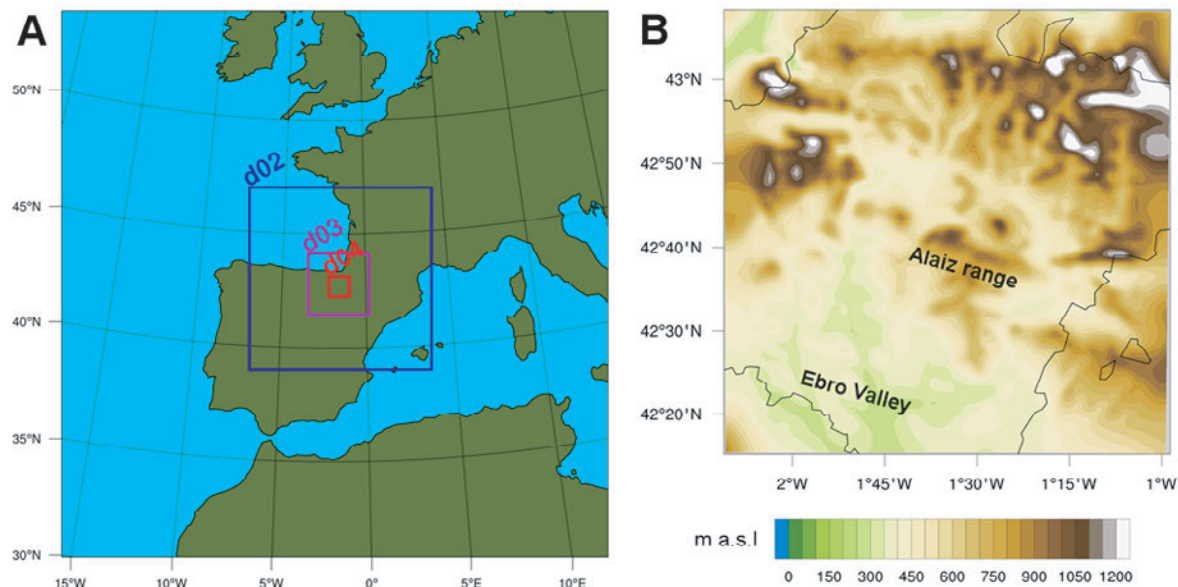 A
50°N
45°N
40°N
35°N
30°N
15°W 10°W 5°W 0°E 5°E 10°E
d02
d03
d04
B
43°N
42°50'N
42°40'N
42°30'N
42°20'N
2°W 1°45'W 1°30'W 1°15'W 1°W
Alaiz range
Ebro Valley
m a.s.l
0 150 300 450 600 750 900 1050 1200